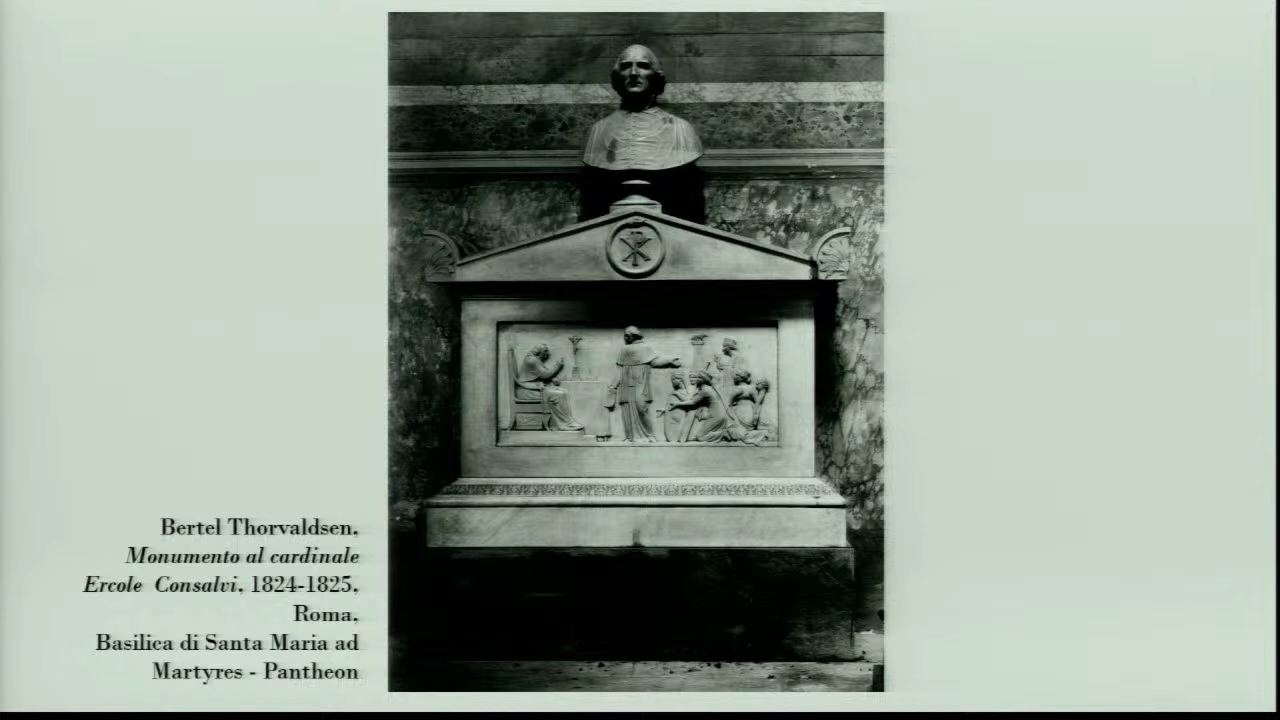 Bertel Thorvaldsen,
Monumento al cardinale
Ercole Consalvi, 1824-1825,
Roma,
Basilica di Santa Maria ad
Martyres - Pantheon